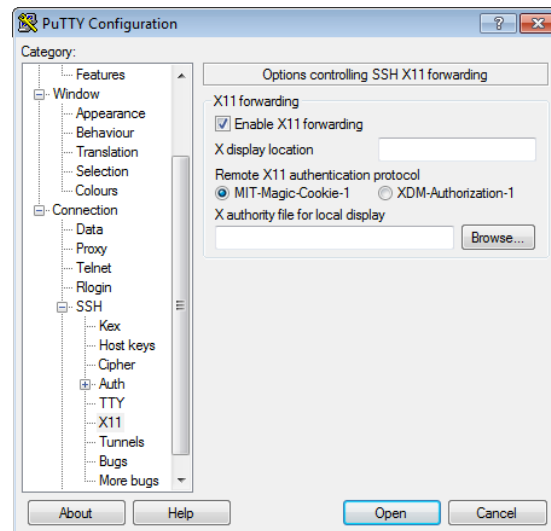 PuTTY Configuration
Category:
Features
Window
Appearance
Behaviour
Translation
Selection
Colours
Connection
Data
Proxy
Telnet
Rlogin
SSH
Kex
Host keys
Cipher
Auth
TTY
X11
Tunnels
Bugs
More bugs
Options controlling SSH X11 forwarding
X11 forwarding
Enable X11 forwarding
X display location
Remote X11 authentication protocol
MIT-Magic-Cookie-1 XDM-Authorization-1
X authority file for local display
Browse...
About Help Open Cancel